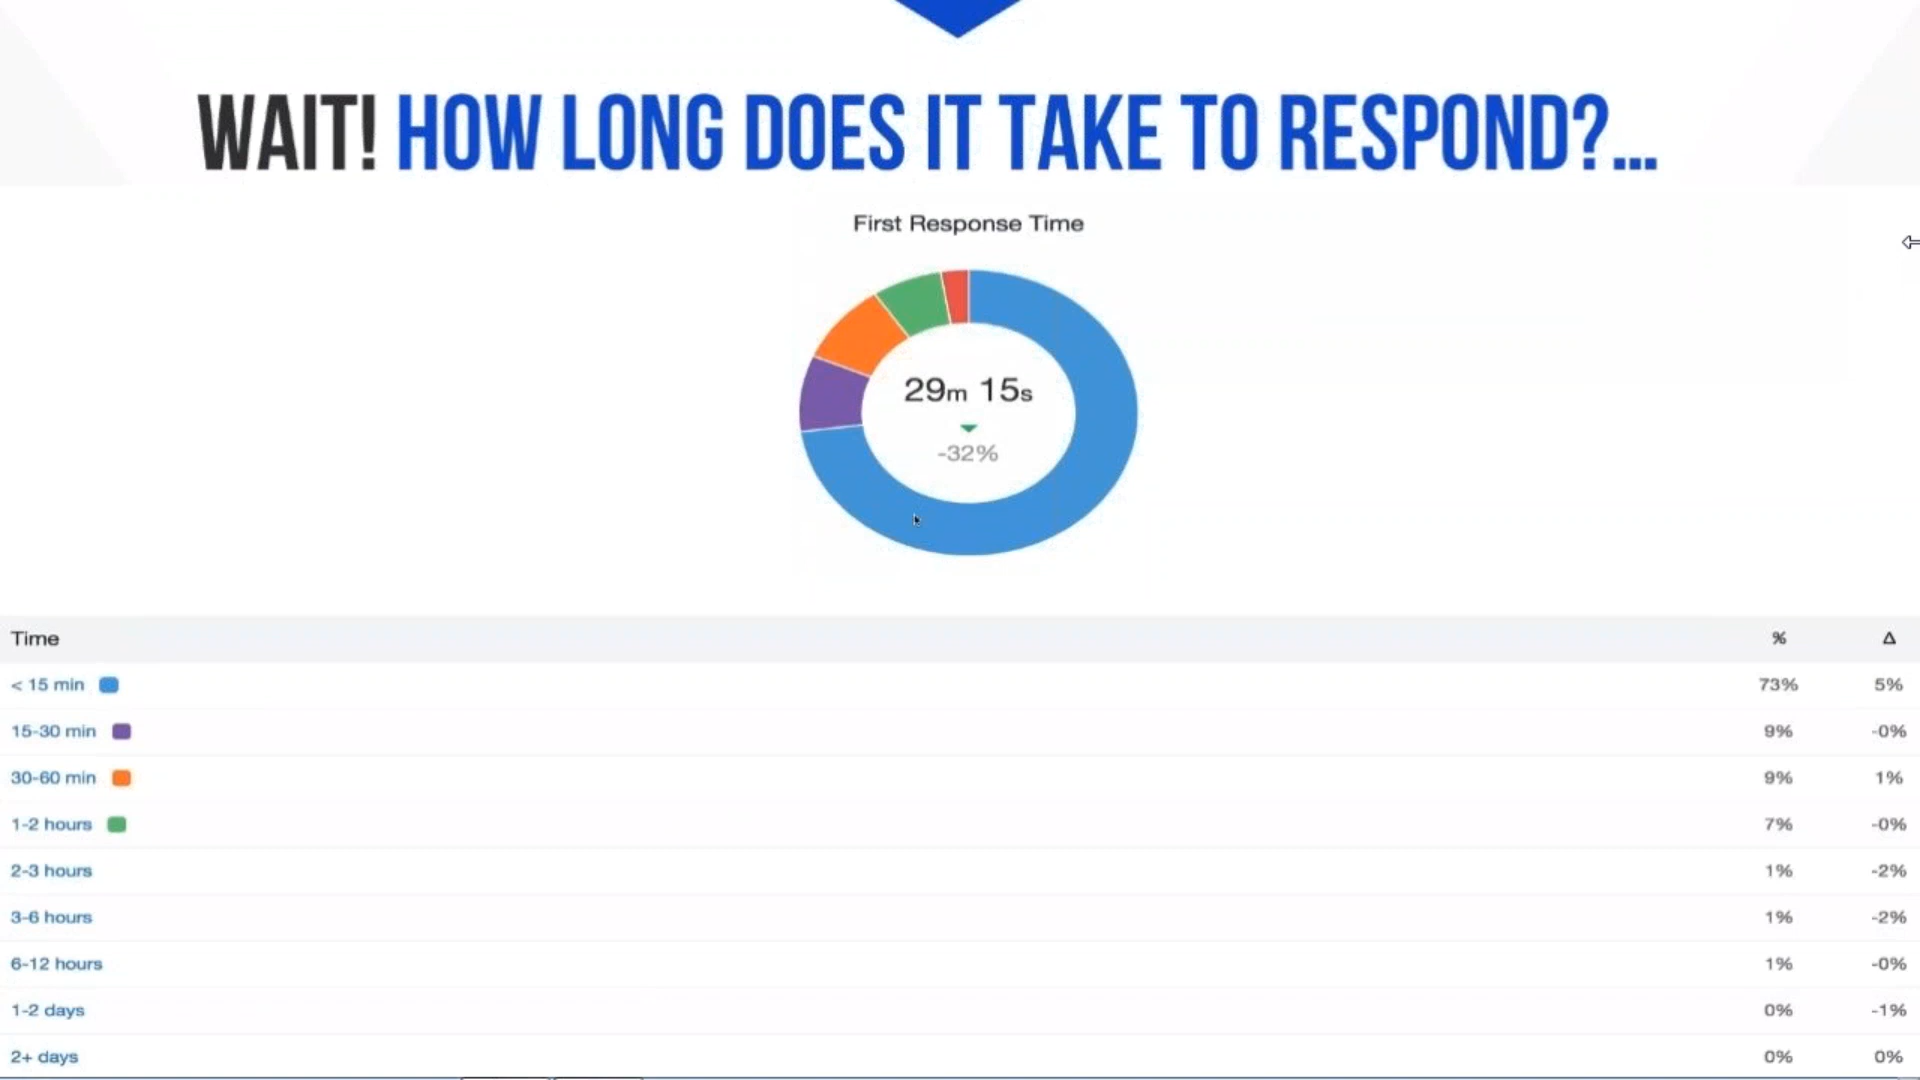 WAIT! HOW LONG DOES IT TAKE TO RESPOND?...
First Response Time
29m 15s
-32%
Time % Δ
< 15 min 73% 5%
15-30 min 9% -0%
30-60 min 9% 1%
1-2 hours 7% -0%
2-3 hours 1% -2%
3-6 hours 1% -2%
6-12 hours 1% -0%
1-2 days 0% -1%
2+ days 0% 0%